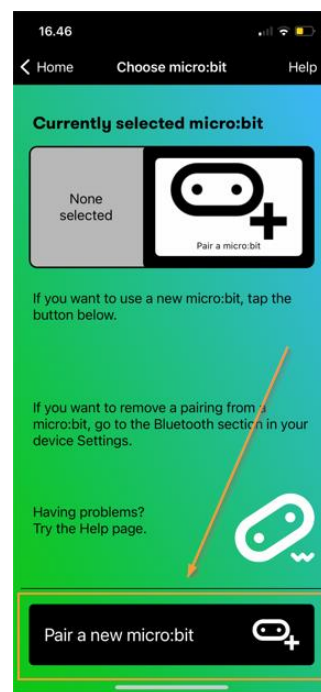 16.46
Home
Choose micro:bit
Help
Currently selected micro:bit
None
selected
Pair a micro:bit
If you want to use a new micro:bit, tap the
button below.
If you want to remove a pairing from a
micro:bit, go to the Bluetooth section in your
device Settings.
Having problems?
Try the Help page.
Pair a new micro:bit